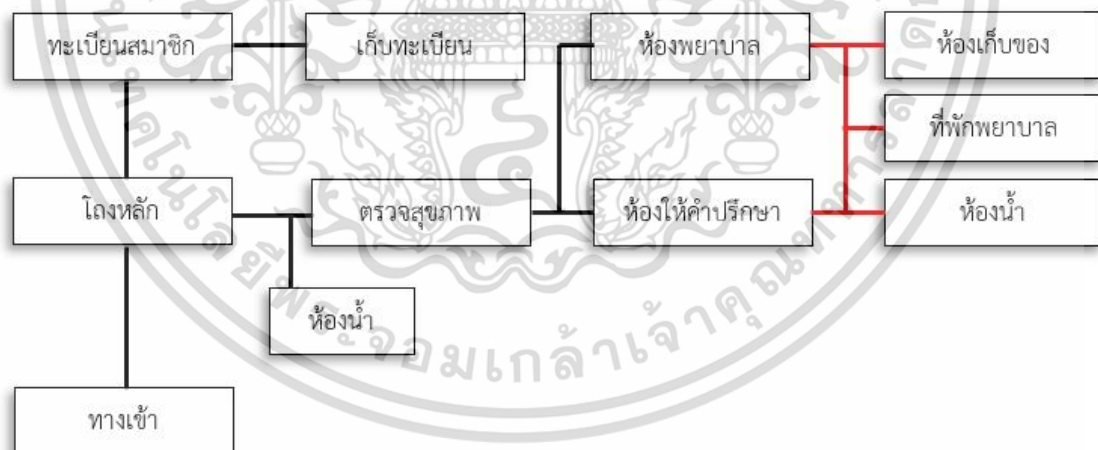 ทะเบียนสมาชิก
เก็บทะเบียน
ห้องพยาบาล
ห้องเก็บของ
ที่พักพยาบาล
โถงหลัก
ตรวจสุขภาพ
ห้องให้คำปรึกษา
ห้องน้ำ
ห้องน้ำ
ทางเข้า